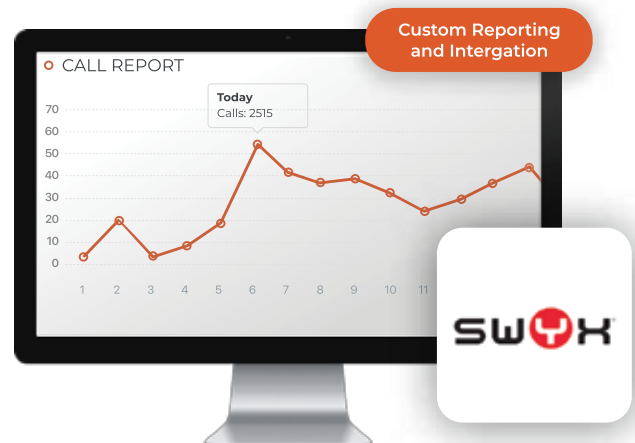 Custom Reporting
and Intergation
CALL REPORT
Today
Calls: 2515
70
60
50
40
30
20
10
0
1 2 3 4 5 6 7 8 9 10 11
SWYX